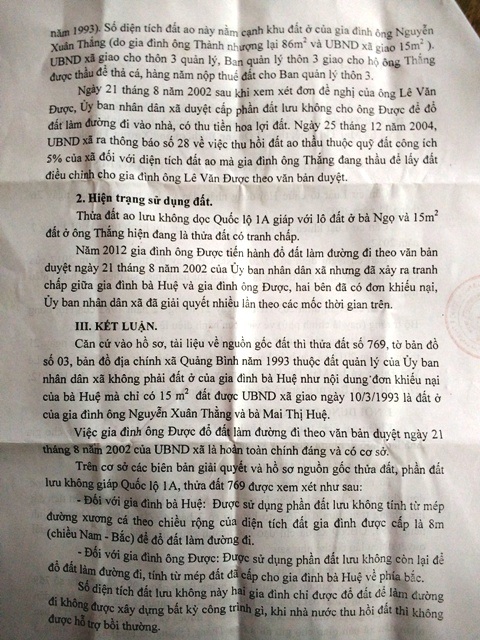 năm 1993). Số diện tích đất ao này nằm cạnh khu đất ở của gia đình ông Nguyễn
Xuân Thắng (do gia đình ông Thành nhượng lại 86m² và UBND xã giao 15m² ).
UBND xã giao cho thôn 3 quản lý, Ban quản lý thôn 3 giao cho hộ ông Thắng
được thầu để thả cá, hàng năm nộp thuế đất cho Ban quản lý thôn 3.
Ngày 21 tháng 8 năm 2002 sau khi xem xét đơn đề nghị của ông Lê Văn
Được, Ủy ban nhân dân xã duyệt cấp phần đất lưu không cho ông Được để đổ
đất làm đường đi vào nhà, có thu tiền hoa lợi đất. Ngày 25 tháng 12 năm 2004,
UBND xã ra thông báo số 28 về việc thu hồi đất ao thầu thuộc quỹ đất công ích
5% của xã đối với diện tích đất ao mà gia đình ông Thắng đang thầu để lấy đất
điều chỉnh cho gia đình ông Lê Văn Được theo văn bản duyệt.
2. Hiện trạng sử dụng đất.
Thửa đất ao lưu không dọc Quốc lộ 1A giáp với lô đất ở bà Ngọ và 15m²
đất ở ông Thắng hiện đang là thửa đất có tranh chấp.
Năm 2012 gia đình ông Được tiến hành đổ đất làm đường đi theo văn bản
duyệt ngày 21 tháng 8 năm 2002 của Ủy ban nhân dân xã nhưng đã xảy ra tranh
chấp giữa gia đình bà Huệ và gia đình ông Được, hai bên đã có đơn khiếu nại,
Ủy ban nhân dân xã đã giải quyết nhiều lần theo các mốc thời gian trên.
III. KẾT LUẬN.
Căn cứ vào hồ sơ, tài liệu về nguồn gốc đất thì thửa đất số 769, tờ bản đồ
số 03, bản đồ địa chính xã Quảng Bình năm 1993 thuộc đất quản lý của Ủy ban
nhân dân xã không phải đất ở của gia đình bà Huệ như nội dung đơn khiếu nại
của bà Huệ mà chỉ có 15 m² đất được UBND xã giao ngày 10/3/1993 là đất ở
của gia đình ông Nguyễn Xuân Thắng và bà Mai Thị Huệ.
Việc gia đình ông Được đổ đất làm đường đi theo văn bản duyệt ngày 21
tháng 8 năm 2002 của UBND xã là hoàn toàn chính đáng và có cơ sở.
Trên cơ sở các biên bản giải quyết và hồ sơ nguồn gốc thửa đất, phần đất
lưu không giáp Quốc lộ 1A, thửa đất 769 được xem xét như sau:
- Đối với gia đình bà Huệ: Được sử dụng phần đất lưu không tính từ mép
đường xương cá theo chiều rộng của diện tích đất gia đình được cấp là 8m
(chiều Nam - Bắc) để đổ đất làm đường đi.
- Đối với gia đình ông Được: Được sử dụng phần đất lưu không còn lại để
đổ đất làm đường đi, tính từ mép đất đã cấp cho gia đình bà Huệ về phía bắc.
Số diện tích đất lưu không này hai gia đình chỉ được đổ đất để làm đường
đi không được xây dựng bất kỳ công trình gì, khi nhà nước thu hồi đất thì không
được hỗ trợ bồi thường.